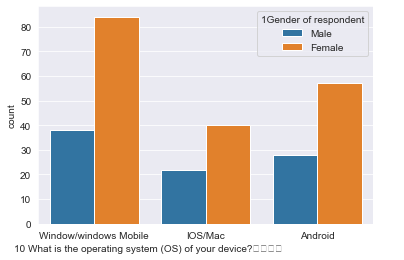 1Gender of respondent
Male
Female
80
70
60
50
40
30
20
10
0
count
Window/windows Mobile
IOS/Mac
Android
10 What is the operating system (OS) of your device?□□□□